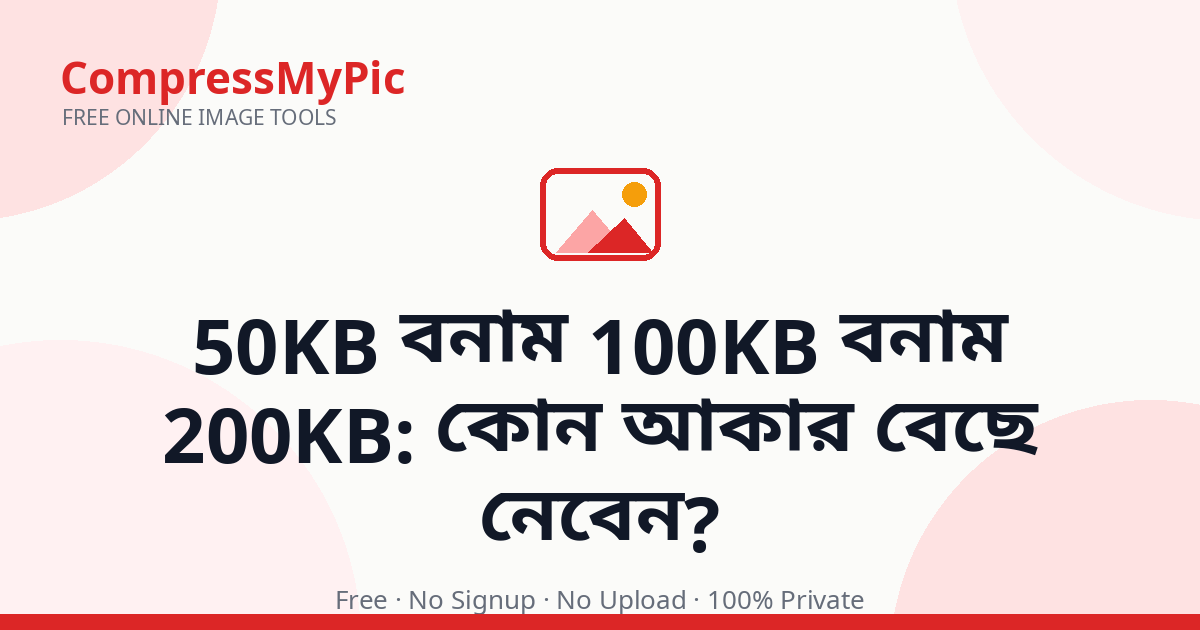 CompressMyPic
FREE ONLINE IMAGE TOOLS
50KB বনাম 100KB বনাম
200KB: কোন আকার বেছে
নেবেন?
Free · No Signup · No Upload · 100% Private